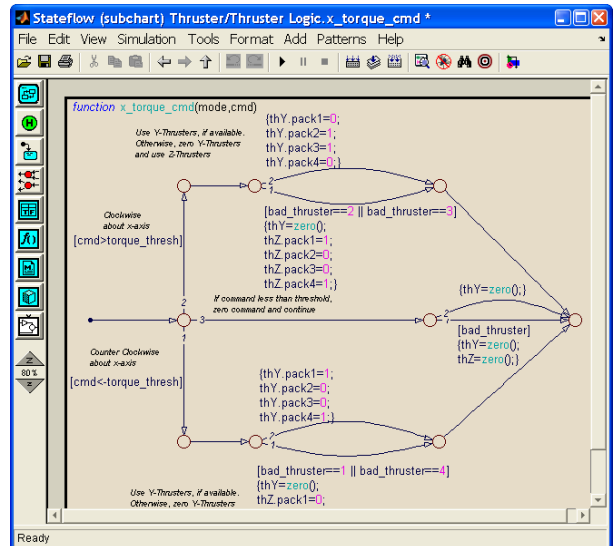 Stateflow (subchart) Thruster/Thruster Logic.x_torque_cmd *
File Edit View Simulation Tools Format Add Patterns Help
function x_torque_cmd(mode,cmd)
Use Y-Thrusters, if available.
Otherwise, zero Y-Thrusters
and use Z-Thrusters
{thY.pack1=0;
thY.pack2=1;
thY.pack3=1;
thY.pack4=0;}
2
1
[bad_thruster==2 || bad_thruster==3]
{thY=zero();
thZ.pack1=1;
thZ.pack2=0;
thZ.pack3=0;
thZ.pack4=1;}
Clockwise
about x-axis
[cmd>torque_thresh]
2
3
1
If command less than threshold,
zero command and continue
{thY=zero();}
2
1
[bad_thruster]
{thY=zero();
thZ=zero();}
Counter Clockwise
about x-axis
[cmd<-torque_thresh]
{thY.pack1=1;
thY.pack2=0;
thY.pack3=0;
thY.pack4=1;}
2
1
[bad_thruster==1 || bad_thruster==4]
{thY=zero();
thZ.pack1=0;
Use Y-Thrusters, if available.
Otherwise, zero Y-Thrusters
Z
80%
Z
Ready